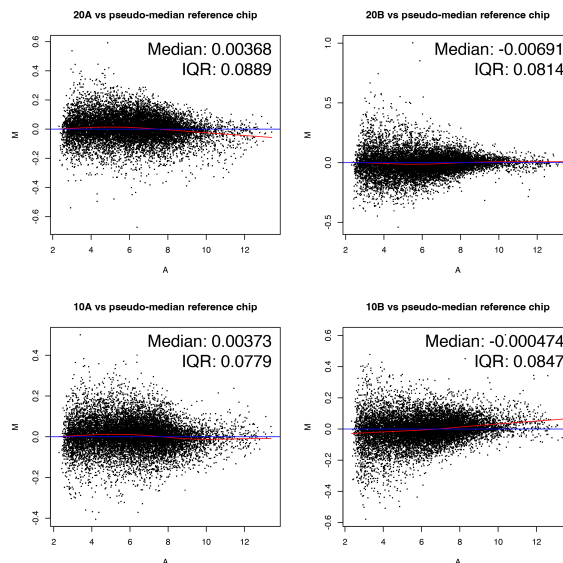 20A vs pseudo-median reference chip
Median: 0.00368
IQR: 0.0889
0.6
0.4
0.2
0.0
-0.2
-0.4
-0.6
M
2 4 6 8 10 12
A
20B vs pseudo-median reference chip
Median: -0.00691
IQR: 0.0814
1.0
0.5
0.0
-0.5
M
2 4 6 8 10 12
A
10A vs pseudo-median reference chip
Median: 0.00373
IQR: 0.0779
0.4
0.2
0.0
-0.2
-0.4
M
2 4 6 8 10 12
A
10B vs pseudo-median reference chip
Median: -0.000474
IQR: 0.0847
0.6
0.4
0.2
0.0
-0.2
-0.4
-0.6
M
2 4 6 8 10 12
A